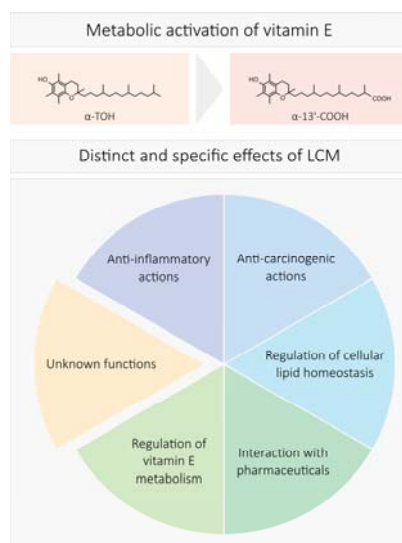 Metabolic activation of vitamin E
HO
O
α-TOH
HO
O
COOH
α-13'-COOH
Distinct and specific effects of LCM
Anti-inflammatory
actions
Anti-carcinogenic
actions
Unknown functions
Regulation of cellular
lipid homeostasis
Regulation of
vitamin E
metabolism
Interaction with
pharmaceuticals